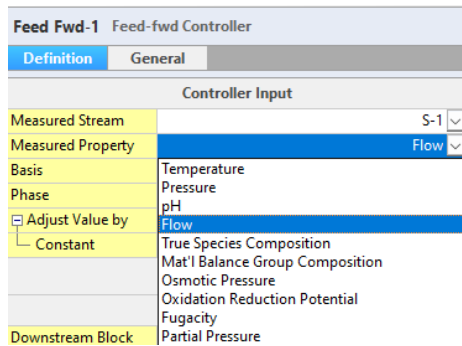 Feed Fwd-1 Feed-fwd Controller
Definition General
Controller Input
Measured Stream S-1
Measured Property Flow
Basis Temperature
Pressure
Phase pH
Adjust Value by Flow
Constant True Species Composition
Mat'l Balance Group Composition
Osmotic Pressure
Oxidation Reduction Potential
Fugacity
Downstream Block Partial Pressure